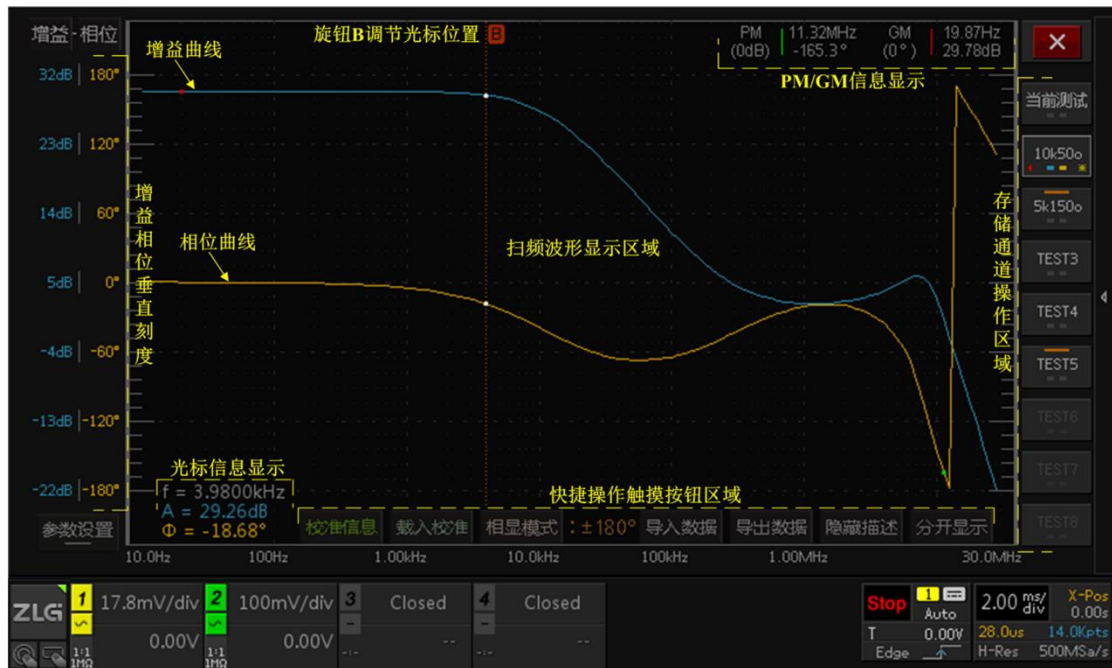 增益-相位
旋钮B调节光标位置 B
PM 11.32MHz GM 19.87Hz
(0dB) -165.3° (0°) 29.78dB
PM/GM信息显示
增益曲线
32dB 180°
23dB 120°
14dB 60°
5dB 0°
-4dB -60°
-13dB -120°
-22dB -180°
增益相位垂直刻度
相位曲线
扫频波形显示区域
存储通道操作区域
当前测试
10k50o
5k150o
TEST3
TEST4
TEST5
TEST6
TEST7
TEST8
光标信息显示
f = 3.9800kHz
A = 29.26dB
Φ = -18.68°
快捷操作触摸按钮区域
参数设置
校准信息 载入校准 相显模式 :±180° 导入数据 导出数据 隐藏描述 分开显示
10.0Hz 100Hz 1.00kHz 10.0kHz 100kHz 1.00MHz 30.0MHz
ZLG
1 17.8mV/div 2 100mV/div 3 Closed 4 Closed
0.00V 0.00V -- --
1:1 1MΩ 1:1 1MΩ -:- -:-
Stop 1 Auto
T 0.00V
Edge
2.00 ms/div X-Pos 0.00s
28.0us 14.0Kpts
H-Res 500MSa/s